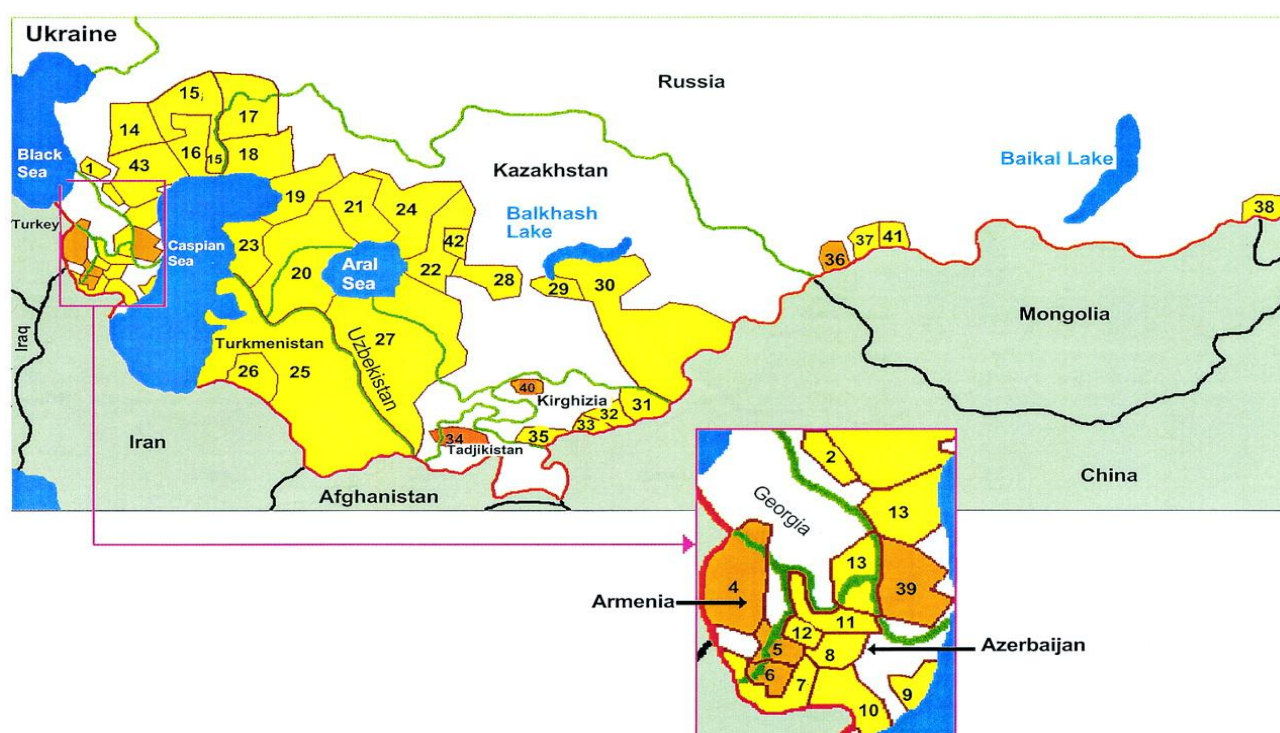 Ukraine
Russia
15
17
14
Black
Sea
1
43
16
15
18
Kazakhstan
Baikal Lake
19
21
24
Balkhash
Lake
38
Turkey
Caspian
Sea
23
20
Aral
Sea
42
22
28
29
30
36
37
41
Iraq
Turkmenistan
Uzbekistan
27
Mongolia
26
25
40
Kirghizia
31
32
33
Iran
34
Tadjikistan
35
Afghanistan
China
2
Georgia
13
13
4
39
Armenia
11
12
5
8
Azerbaijan
6
7
9
10